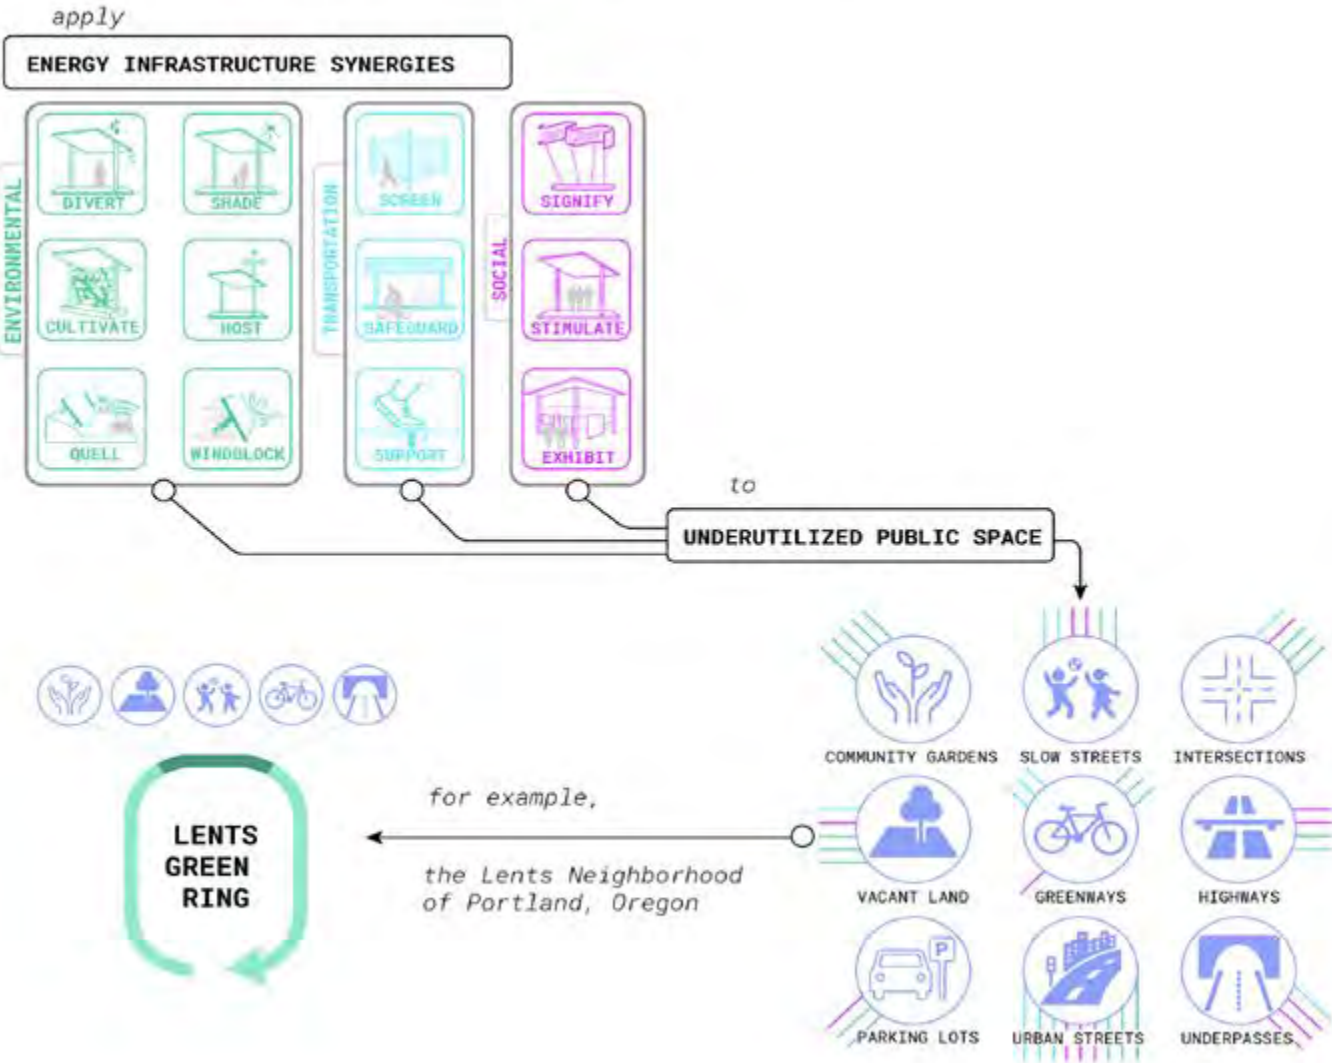 apply
ENERGY INFRASTRUCTURE SYNERGIES
ENVIRONMENTAL
DIVERT
SHADE
CULTIVATE
HOST
QUELL
WINDBLOCK
TRANSPORTATION
SCREEN
SAFEGUARD
SUPPORT
SOCIAL
SIGNIFY
STIMULATE
EXHIBIT
to
UNDERUTILIZED PUBLIC SPACE
COMMUNITY GARDENS
SLOW STREETS
INTERSECTIONS
VACANT LAND
GREENWAYS
HIGHWAYS
P
PARKING LOTS
URBAN STREETS
UNDERPASSES
for example,
the Lents Neighborhood
of Portland, Oregon
LENTS
GREEN
RING